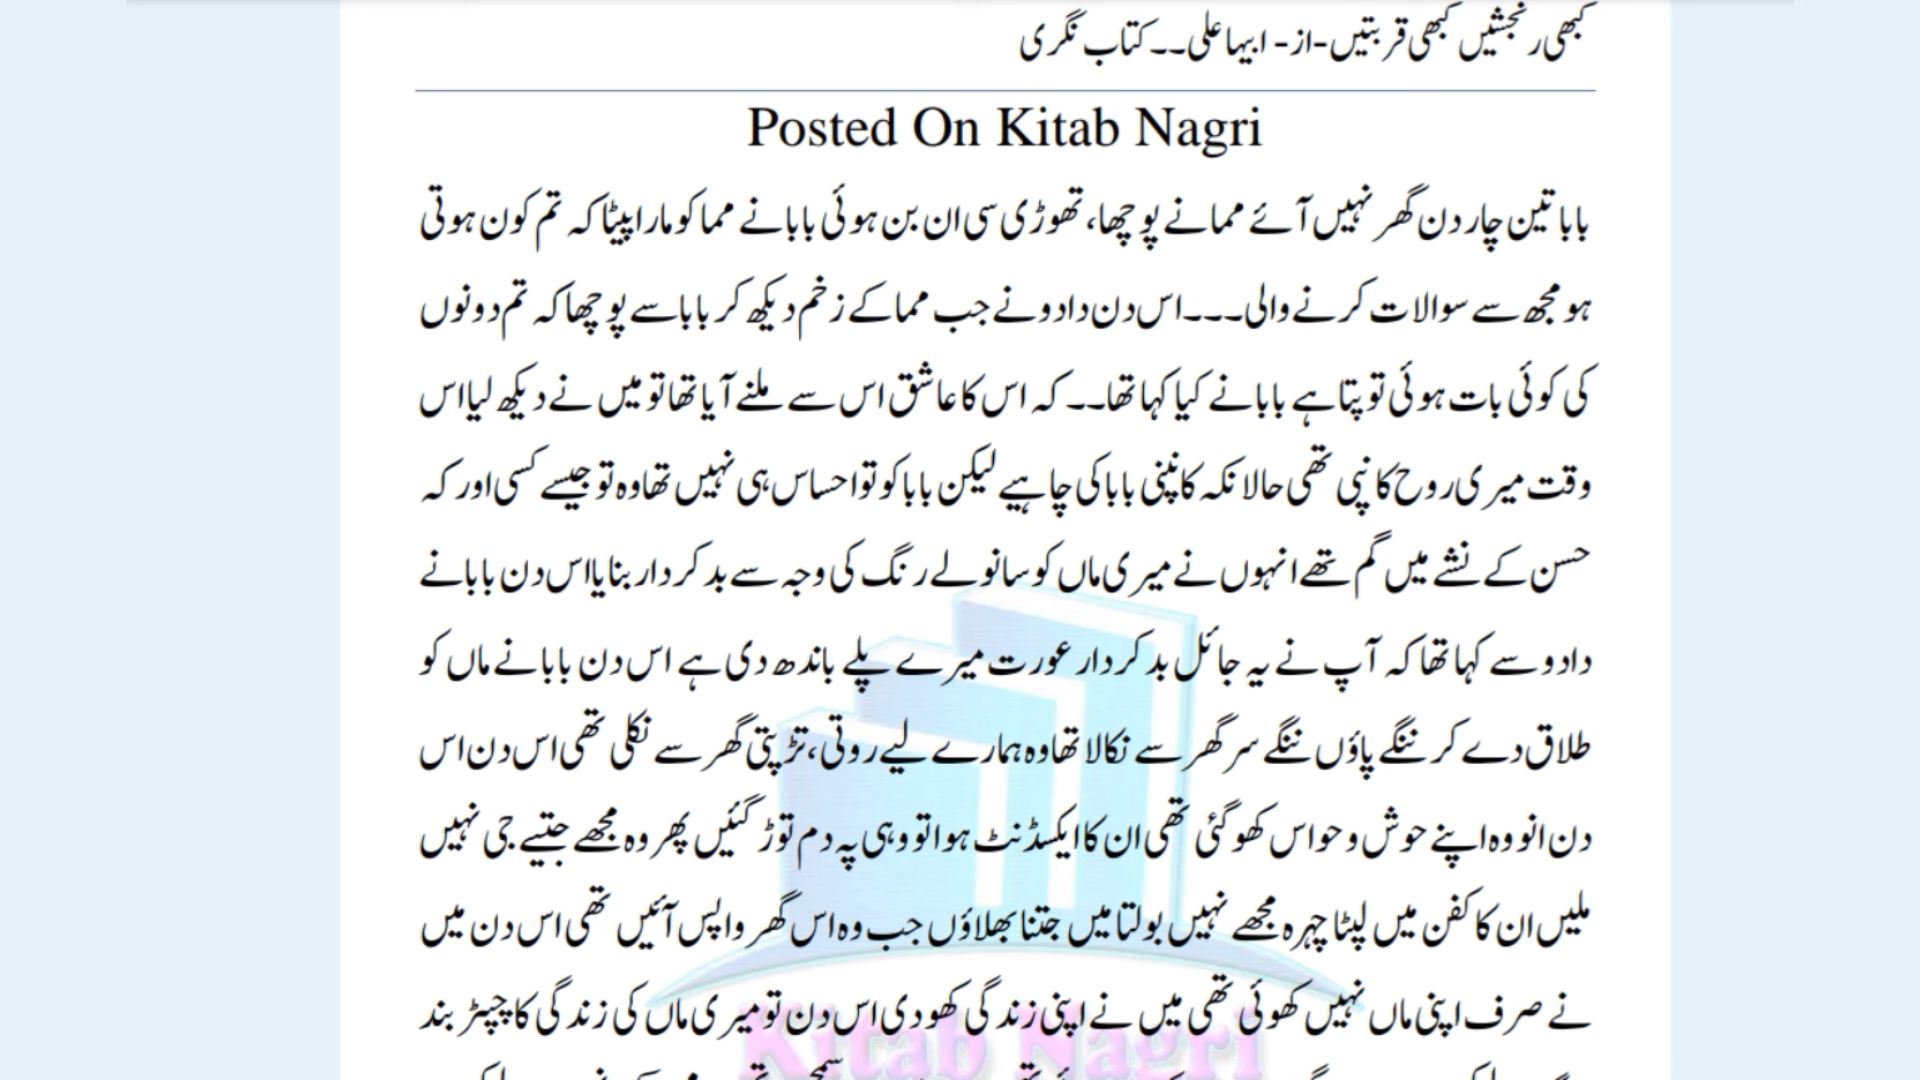 کبھی رنجشیں کبھی قربتیں-از- ابیہا علی۔۔ کتاب نگری
Posted On Kitab Nagri
بابا تین چار دن گھر نہیں آئے ممانے پوچھا، تھوڑی سی ان بن ہوئی بابا نے مما کو مارا پیٹا کہ تم کون ہوتی
ہو مجھ سے سوالات کرنے والی۔۔۔اس دن دادو نے جب مما کے زخم دیکھ کر بابا سے پوچھا کہ تم دونوں
کی کوئی بات ہوئی تو پتا ہے بابا نے کیا کہا تھا۔۔ کہ اس کا عاشق اس سے ملنے آیا تھا تو میں نے دیکھ لیا اس
وقت میری روح کانپی تھی حالانکہ کانپنی بابا کی چاہیے لیکن بابا کو تو احساس ہی نہیں تھا وہ تو جیسے کسی اور کہ
حسن کے نشے میں گم تھے انہوں نے میری ماں کو سانولے رنگ کی وجہ سے بدکردار بنایا اس دن بابا نے
دادو سے کہا تھا کہ آپ نے یہ جائل بدکردار عورت میرے پلے باندھ دی ہے اس دن بابا نے ماں کو
طلاق دے کر ننگے پاؤں ننگے سر گھر سے نکالا تھا وہ ہمارے لیے روتی، تڑپتی گھر سے نکلی تھی اس دن اس
دن انو وہ اپنے حوش و حواس کھو گئی تھی ان کا ایکسڈنٹ ہوا تو وہی پہ دم توڑ گئیں پھر وہ مجھے جتیے جی نہیں
ملیں ان کا کفن میں لپٹا چہرہ مجھے نہیں بولتا میں جتنا بھلاؤں جب وہ اس گھر واپس آئیں تھی اس دن میں
نے صرف اپنی ماں نہیں کھوئی تھی میں نے اپنی زندگی کھو دی اس دن تو میری ماں کی زندگی کا چپٹر بند
Kitab Nagri